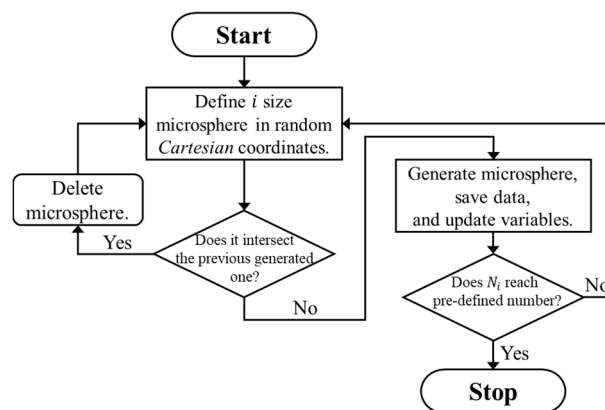 Start
Define i size
microsphere in random
Cartesian coordinates.
Delete
microsphere.
Yes
Does it intersect
the previous generated
one?
No
Generate microsphere,
save data,
and update variables.
Does Nᵢ reach
pre-defined number?
No
Yes
Stop